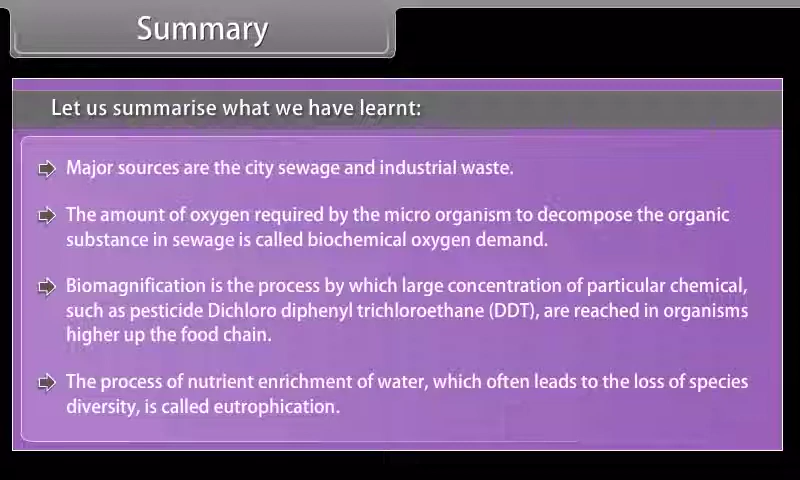 Summary
Let us summarise what we have learnt:
Major sources are the city sewage and industrial waste.
The amount of oxygen required by the micro organism to decompose the organic
substance in sewage is called biochemical oxygen demand.
Biomagnification is the process by which large concentration of particular chemical,
such as pesticide Dichloro diphenyl trichloroethane (DDT), are reached in organisms
higher up the food chain.
The process of nutrient enrichment of water, which often leads to the loss of species
diversity, is called eutrophication.